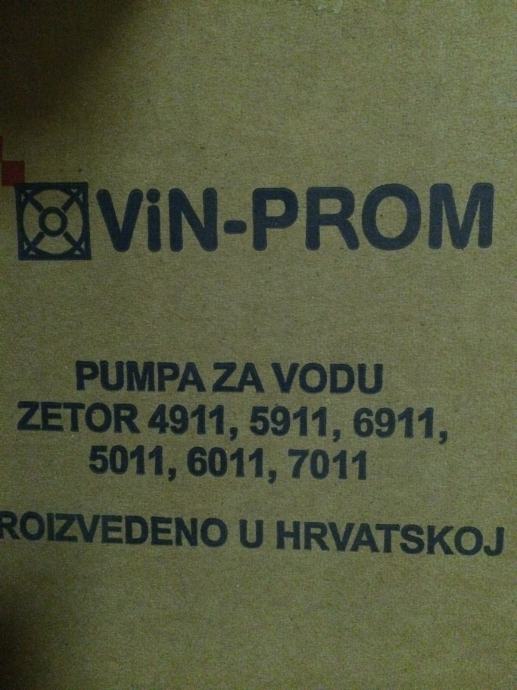 ViN-PROM
PUMPA ZA VODU
ZETOR 4911, 5911, 6911,
5011, 6011, 7011
ROIZVEDENO U HRVATSKOJ